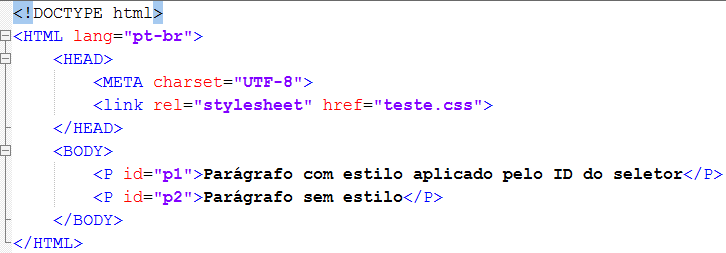 <!DOCTYPE html>
<HTML lang="pt-br">
<HEAD>
<META charset="UTF-8">
<link rel="stylesheet" href="teste.css">
</HEAD>
<BODY>
<P id="p1">Parágrafo com estilo aplicado pelo ID do seletor</P>
<P id="p2">Parágrafo sem estilo</P>
</BODY>
</HTML>